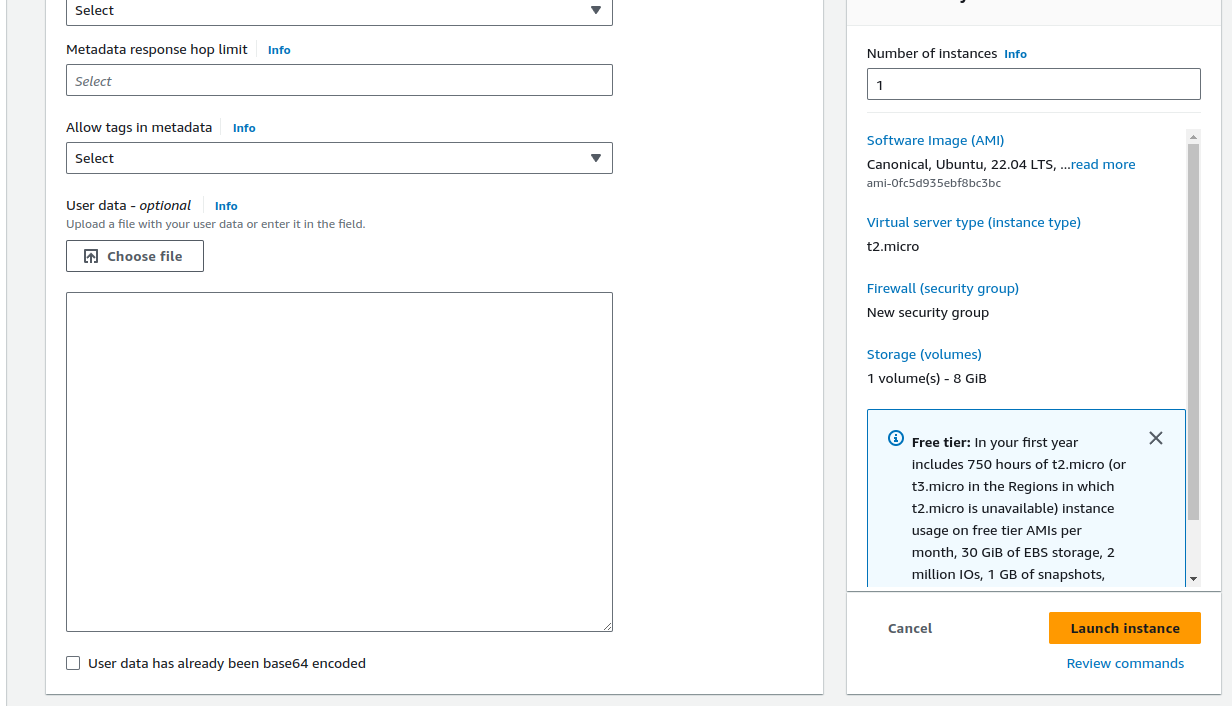 Select
Metadata response hop limit Info
Select
Allow tags in metadata Info
Select
User data - optional Info
Upload a file with your user data or enter it in the field.
Choose file
User data has already been base64 encoded
Number of instances Info
1
Software Image (AMI)
Canonical, Ubuntu, 22.04 LTS, ...read more
ami-0fc5d935ebf8bc3bc
Virtual server type (instance type)
t2.micro
Firewall (security group)
New security group
Storage (volumes)
1 volume(s) - 8 GiB
Free tier: In your first year
includes 750 hours of t2.micro (or
t3.micro in the Regions in which
t2.micro is unavailable) instance
usage on free tier AMIs per
month, 30 GiB of EBS storage, 2
million IOs, 1 GB of snapshots,
Cancel
Launch instance
Review commands